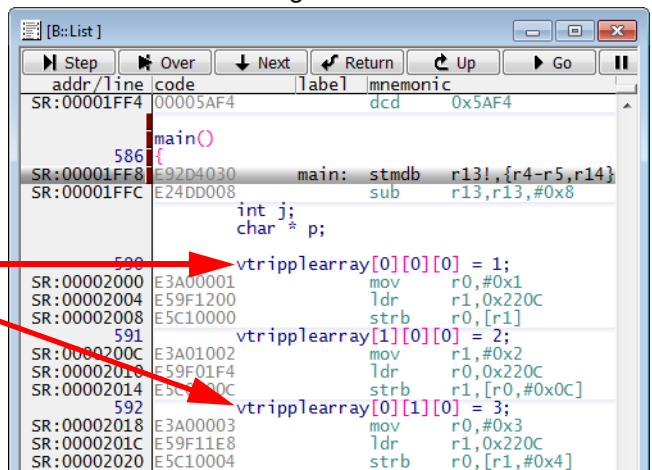 [B::List]
Step Over Next Return Up Go
addr/line code label mnemonic
SR:00001FF4 00005AF4 dcd 0x5AF4
main()
586 {
SR:00001FF8 E92D4030 main: stmdb r13!,{r4-r5,r14}
SR:00001FFC E24DD008 sub r13,r13,#0x8
int j;
char * p;
vtripplearray[0][0][0] = 1;
SR:00002000 E3A00001 mov r0,#0x1
SR:00002004 E59F1200 ldr r1,0x220C
SR:00002008 E5C10000 strb r0,[r1]
591 vtripplearray[1][0][0] = 2;
SR:0000200C E3A01002 mov r1,#0x2
SR:00002010 E59F01F4 ldr r0,0x220C
SR:00002014 strb r1,[r0,#0x0C]
592 vtripplearray[0][1][0] = 3;
SR:00002018 E3A00003 mov r0,#0x3
SR:0000201C E59F11E8 ldr r1,0x220C
SR:00002020 E5C10004 strb r0,[r1,#0x4]